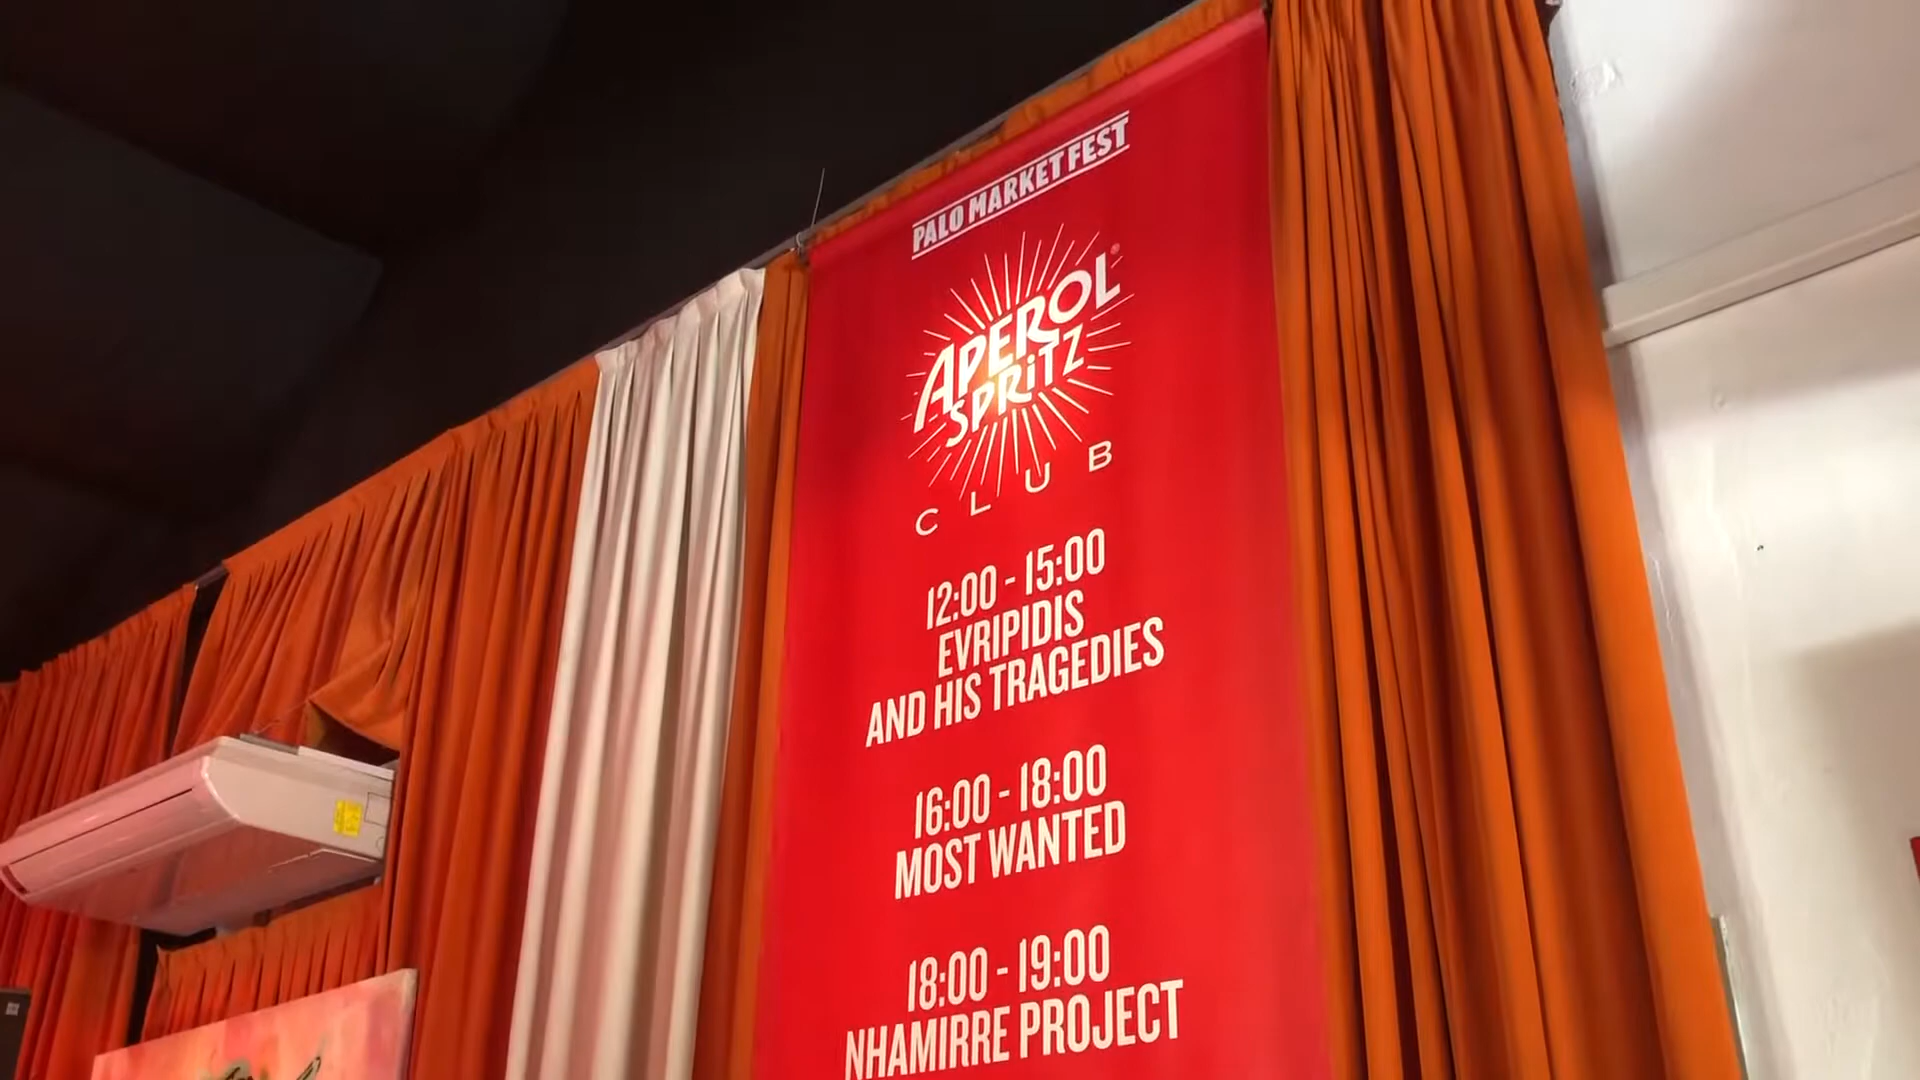 PALO MARKET FEST
APEROL
SPRiTZ
CLUB
12:00 - 15:00
EVRIPIDIS
AND HIS TRAGEDIES
16:00 - 18:00
MOST WANTED
18:00 - 19:00
NHAMIRRE PROJECT